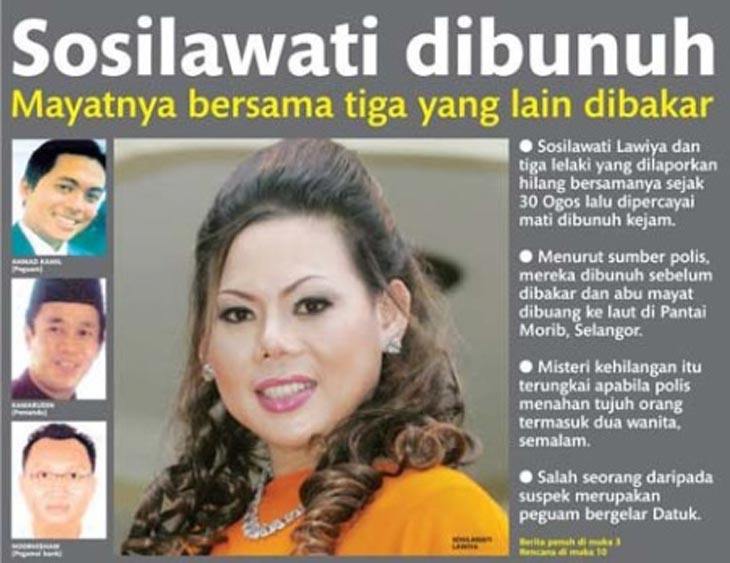 Sosilawati dibunuh
Mayatnya bersama tiga yang lain dibakar
AHMAD KAMIL
(Peguam)
KAMARUDIN
(Pemandu)
NOORHISHAM
(Pegawai bank)
SOSILAWATI
LAWIYA
● Sosilawati Lawiya dan
tiga lelaki yang dilaporkan
hilang bersamanya sejak
30 Ogos lalu dipercayai
mati dibunuh kejam.
● Menurut sumber polis,
mereka dibunuh sebelum
dibakar dan abu mayat
dibuang ke laut di Pantai
Morib, Selangor.
● Misteri kehilangan itu
terungkai apabila polis
menahan tujuh orang
termasuk dua wanita,
semalam.
● Salah seorang daripada
suspek merupakan
peguam bergelar Datuk.
Berita penuh di muka 3
Rencana di muka 10